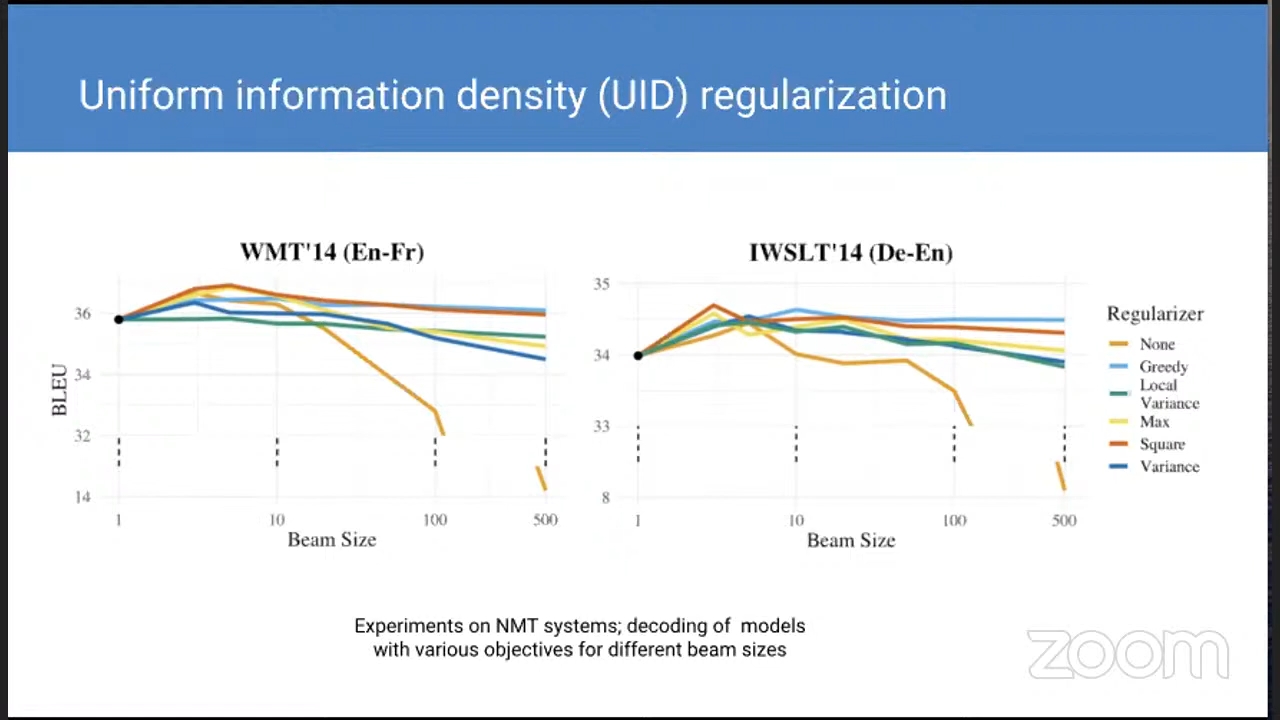 Uniform information density (UID) regularization
WMT'14 (En-Fr)
36
34
32
14
BLEU
1
10
100
500
Beam Size
IWSLT'14 (De-En)
35
34
33
8
1
10
100
500
Beam Size
Regularizer
None
Greedy
Local
Variance
Max
Square
Variance
Experiments on NMT systems; decoding of models
with various objectives for different beam sizes
zoom